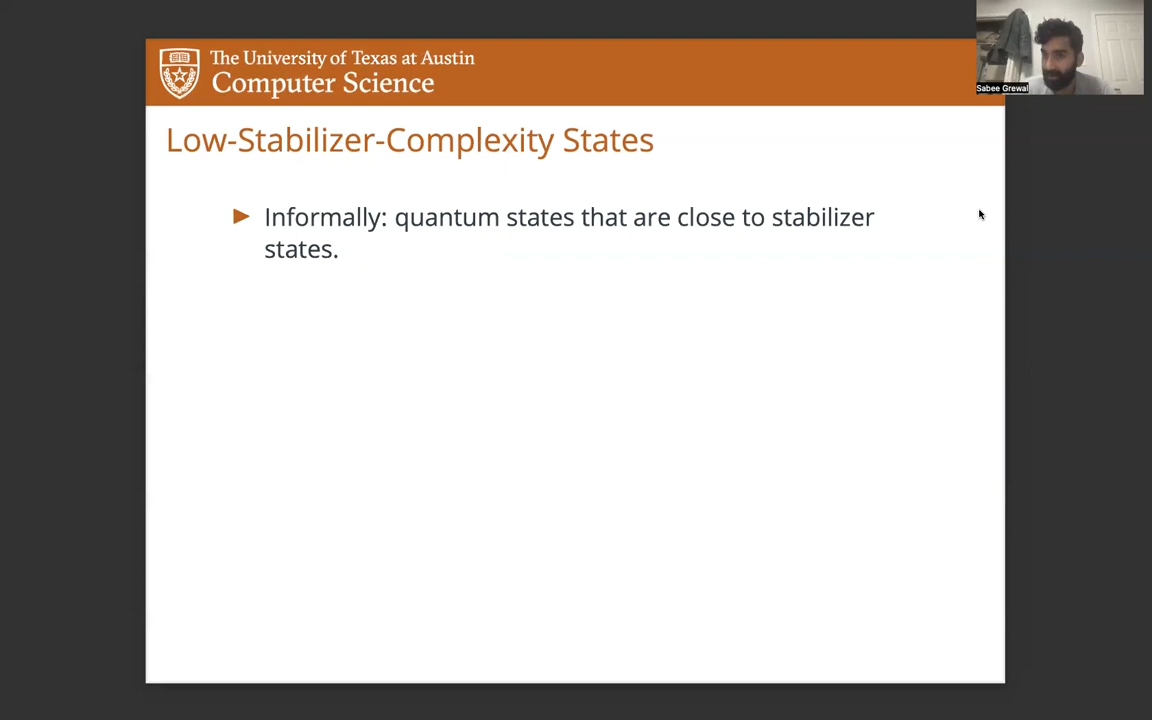 The University of Texas at Austin
Computer Science
Sabee Grewal
Low-Stabilizer-Complexity States
Informally: quantum states that are close to stabilizer
states.